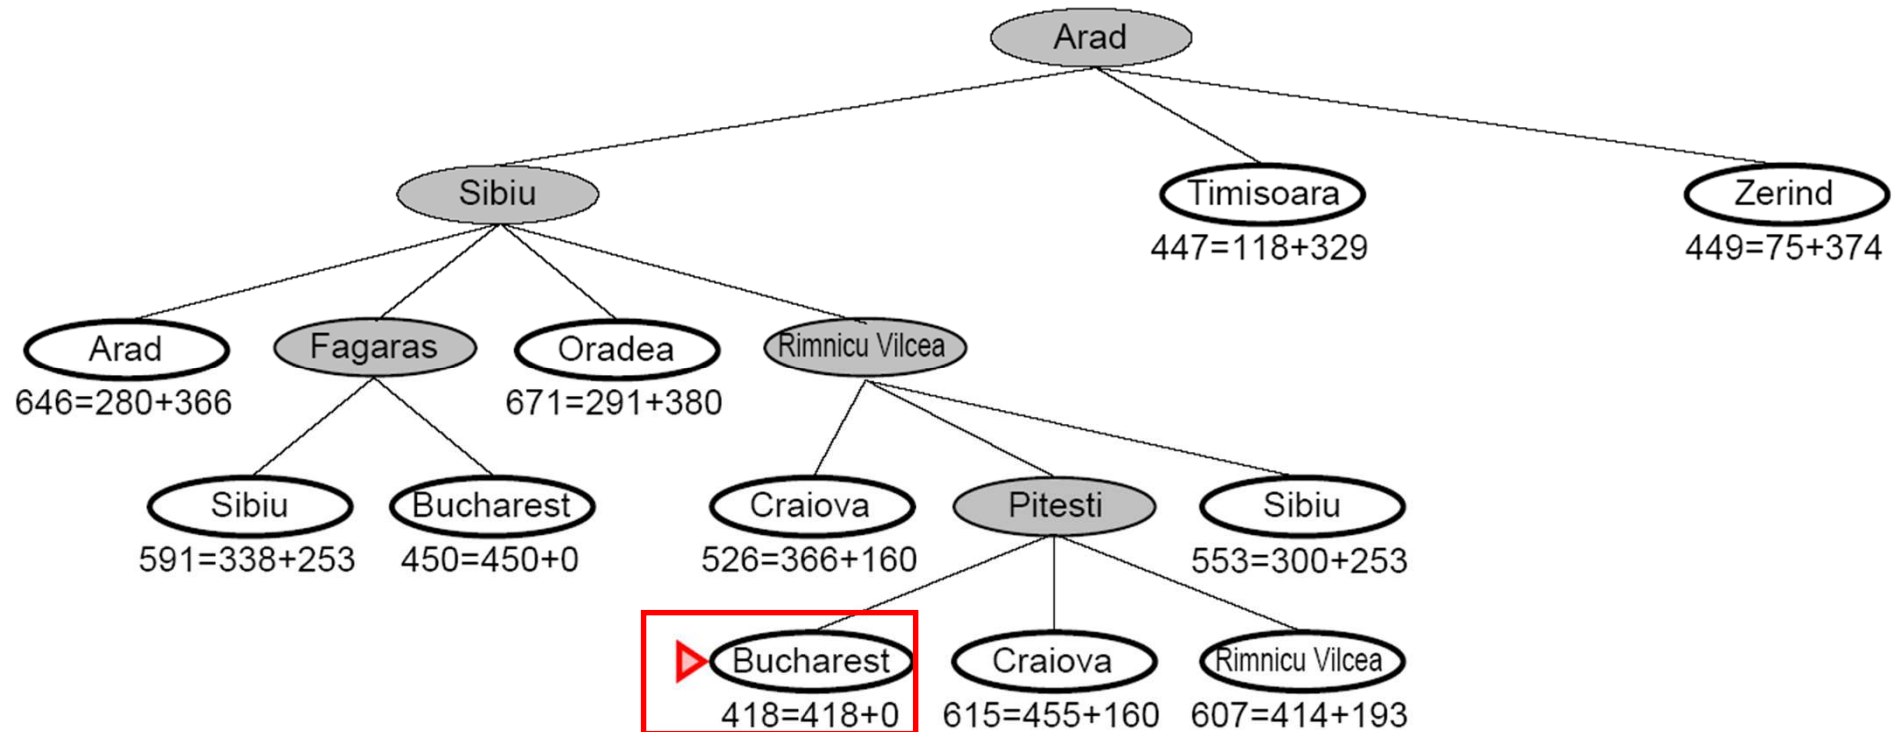 Arad
Sibiu
Timisoara
Zerind
447=118+329
449=75+374
Arad
Fagaras
Oradea
Rimnicu Vilcea
646=280+366
671=291+380
Sibiu
Bucharest
Craiova
Pitesti
Sibiu
591=338+253
450=450+0
526=366+160
553=300+253
Bucharest
Craiova
Rimnicu Vilcea
418=418+0
615=455+160
607=414+193